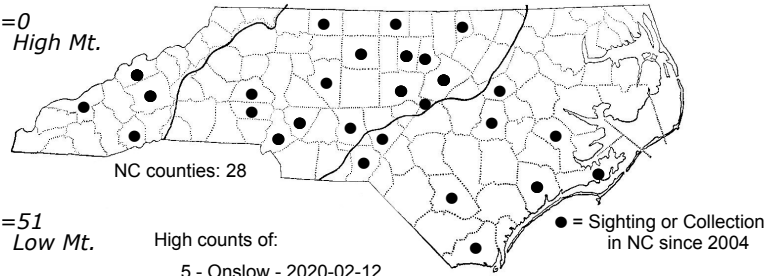 =0
High Mt.
NC counties: 28
=51
Low Mt.
High counts of:
5 - Onslow - 2020-02-12
● = Sighting or Collection
in NC since 2004